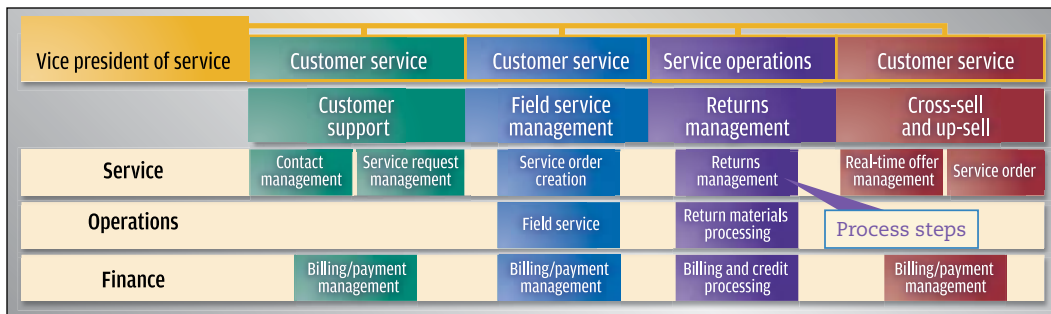 Vice president of service
Customer service
Customer service
Service operations
Customer service
Customer
support
Field service
management
Returns
management
Cross-sell
and up-sell
Service
Contact
management
Service request
management
Service order
creation
Returns
management
Real-time offer
management
Service order
Operations
Field service
Return materials
processing
Process steps
Finance
Billing/payment
management
Billing/payment
management
Billing and credit
processing
Billing/payment
management